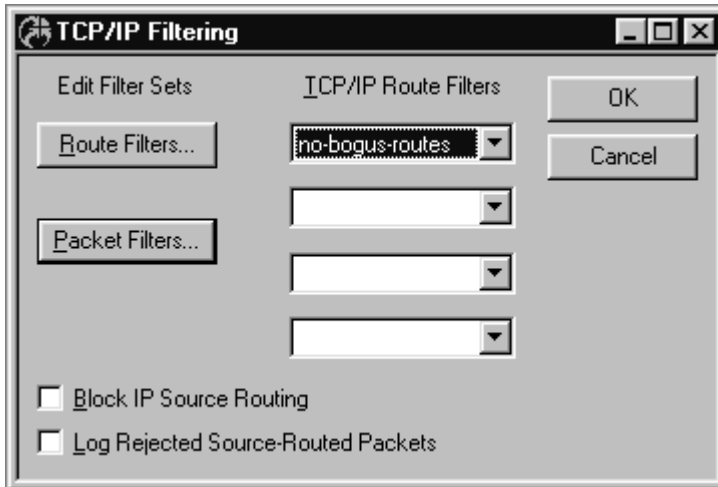 TCP/IP Filtering
Edit Filter Sets
TCP/IP Route Filters
OK
Route Filters...
no-bogus-routes
Cancel
Packet Filters...
Block IP Source Routing
Log Rejected Source-Routed Packets